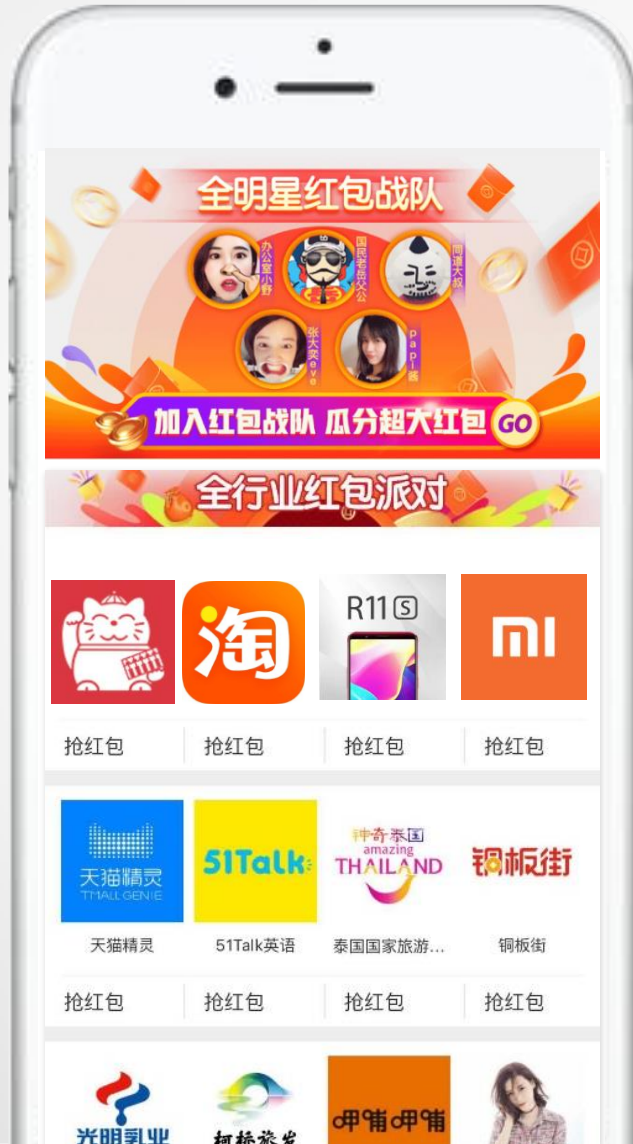 全明星红包战队
办公室小野
国民老岳父公
同道大叔
张大奕eve
papi酱
加入红包战队 瓜分超大红包 GO
全行业红包派对
淘
R11 S
mi
抢红包 抢红包 抢红包 抢红包
天猫精灵
TMALL GENIE
51Talk
神奇泰国
amazing
THAILAND
铜板街
天猫精灵 51Talk英语 泰国国家旅游... 铜板街
抢红包 抢红包 抢红包 抢红包
光明乳业
柯桥旅发
呷哺呷哺